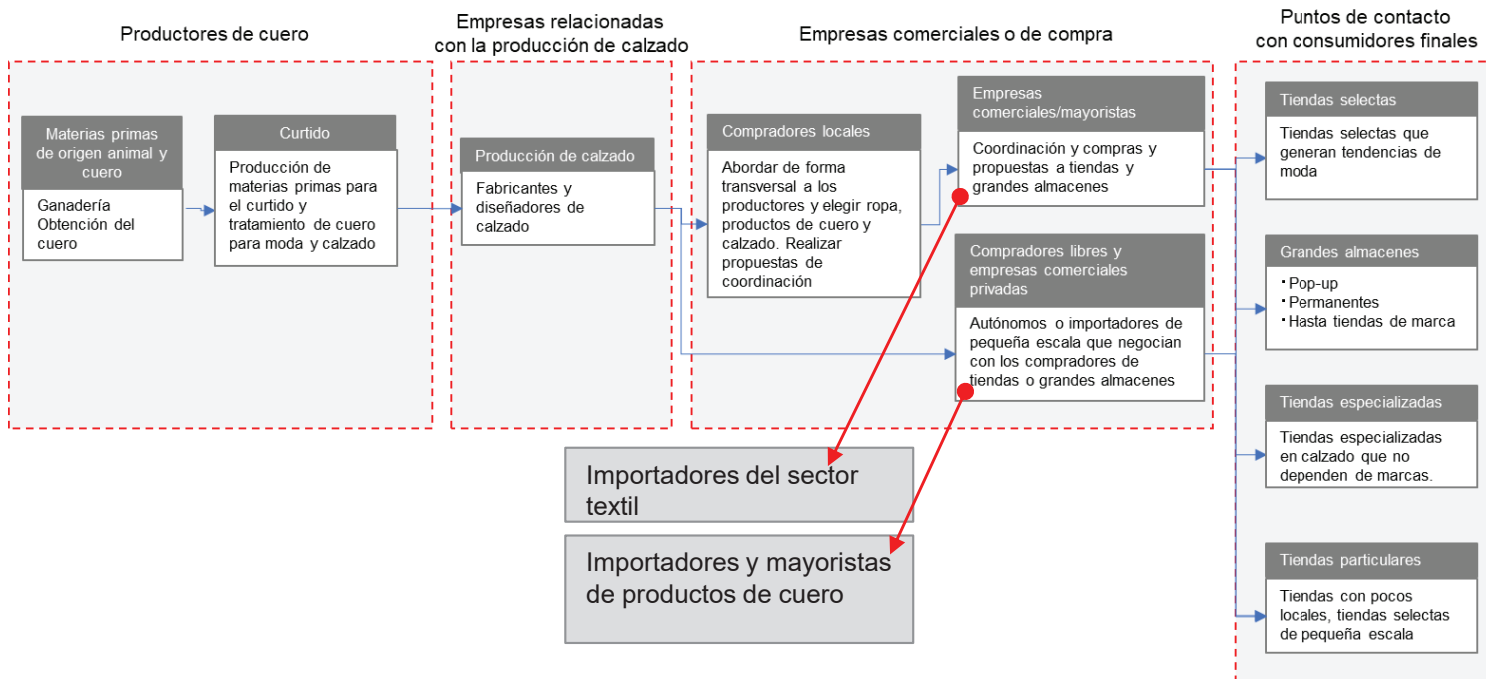 Productores de cuero
Empresas relacionadas
con la producción de calzado
Empresas comerciales o de compra
Puntos de contacto
con consumidores finales
Materias primas
de origen animal y
cuero
Ganadería
Obtención del
cuero
Curtido
Producción de
materias primas para
el curtido y
tratamiento de cuero
para moda y calzado
Producción de calzado
Fabricantes y
diseñadores de
calzado
Compradores locales
Abordar de forma
transversal a los
productores y elegir ropa,
productos de cuero y
calzado. Realizar
propuestas de
coordinación
Empresas
comerciales/mayoristas
Coordinación y compras y
propuestas a tiendas y
grandes almacenes
Compradores libres y
empresas comerciales
privadas
Autónomos o importadores de
pequeña escala que negocian
con los compradores de
tiendas o grandes almacenes
Tiendas selectas
Tiendas selectas que
generan tendencias de
moda
Grandes almacenes
・Pop-up
・Permanentes
・Hasta tiendas de marca
Tiendas especializadas
Tiendas especializadas
en calzado que no
dependen de marcas.
Tiendas particulares
Tiendas con pocos
locales, tiendas selectas
de pequeña escala
Importadores del sector
textil
Importadores y mayoristas
de productos de cuero